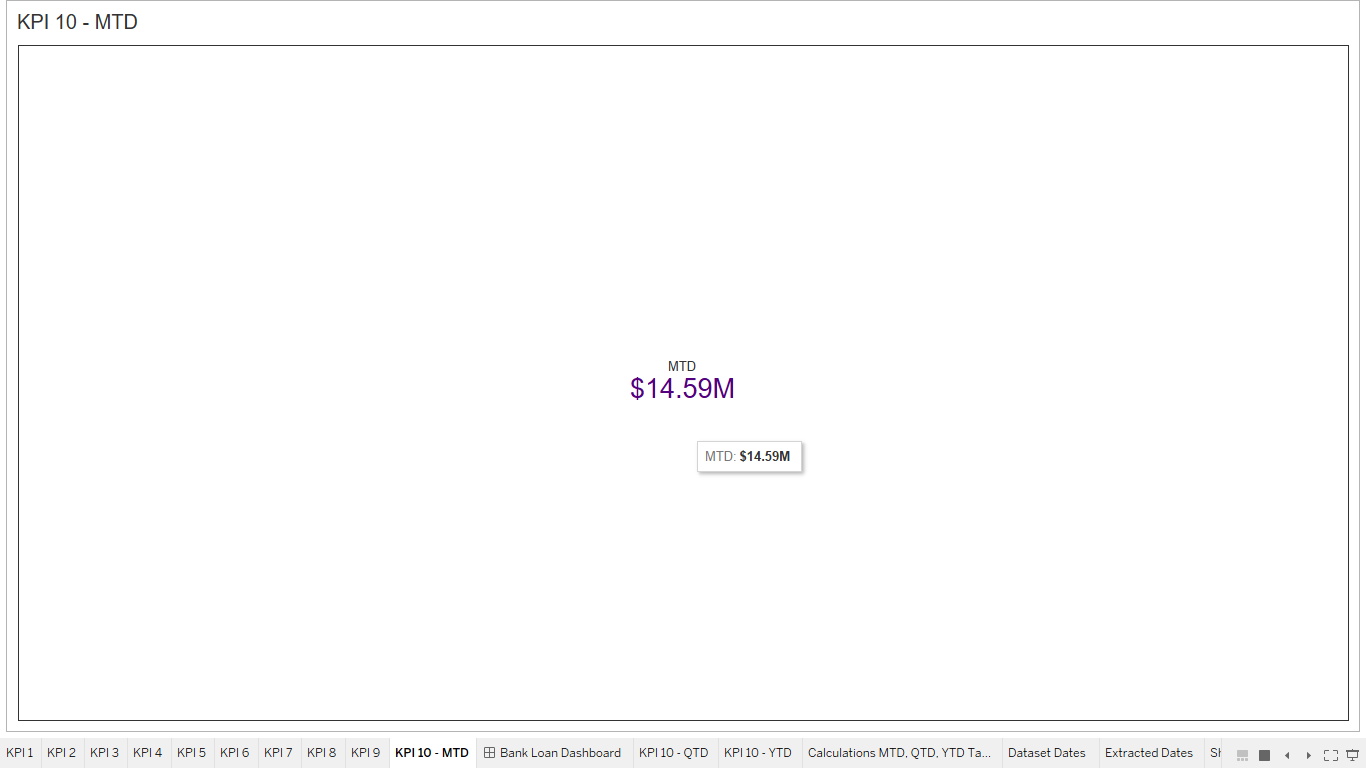 KPI 10 - MTD
MTD
$14.59M
MTD: $14.59M
KPI 1 KPI 2 KPI 3 KPI 4 KPI 5 KPI 6 KPI 7 KPI 8 KPI 9 KPI 10 - MTD Bank Loan Dashboard KPI 10 - QTD KPI 10 - YTD Calculations MTD, QTD, YTD Ta... Dataset Dates Extracted Dates